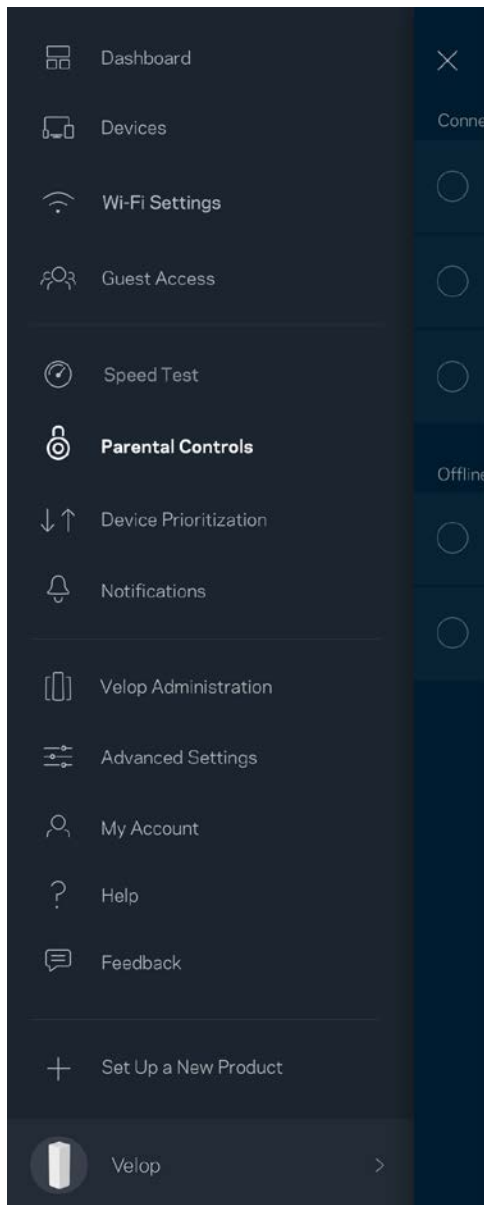 Dashboard
Devices
Wi-Fi Settings
Guest Access
Speed Test
Parental Controls
Device Prioritization
Notifications
Velop Administration
Advanced Settings
My Account
Help
Feedback
Set Up a New Product
Velop
Conne
Offline